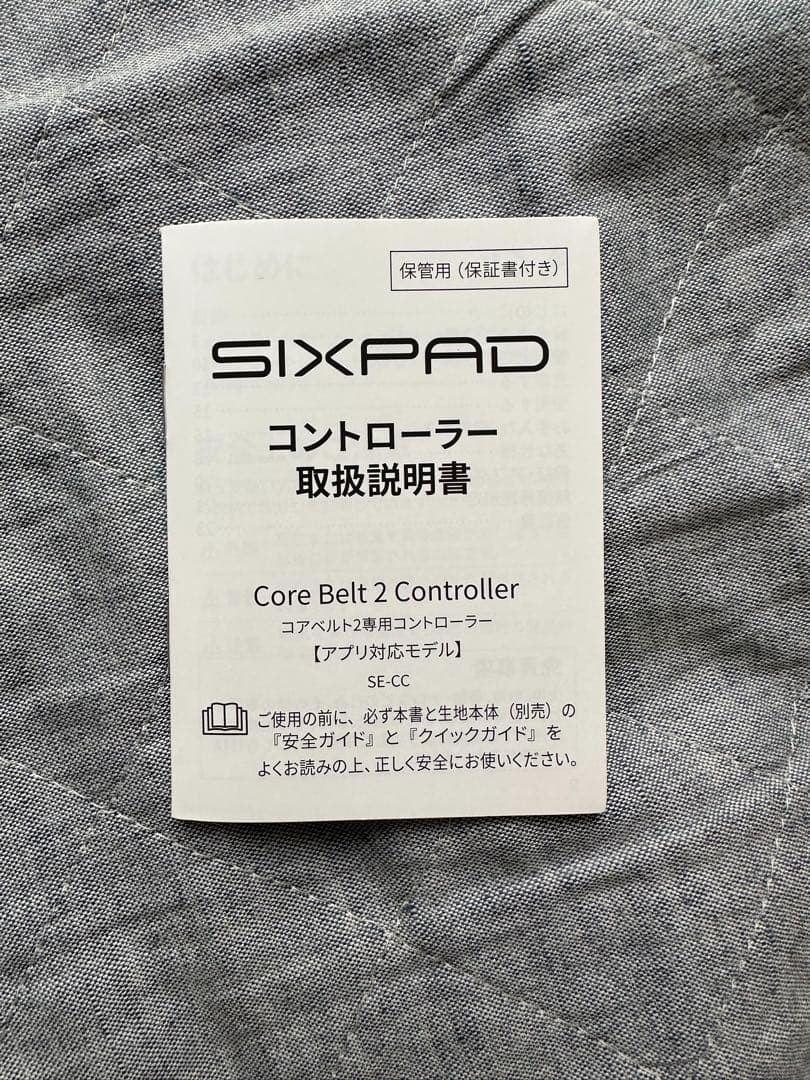 保管用（保証書付き）
SIXPAD
コントローラー
取扱説明書
Core Belt 2 Controller
コアベルト2専用コントローラー
【アプリ対応モデル】
SE-CC
ご使用の前に、必ず本書と生地本体（別売）の
『安全ガイド』と『クイックガイド』を
よくお読みの上、正しく安全にお使いください。